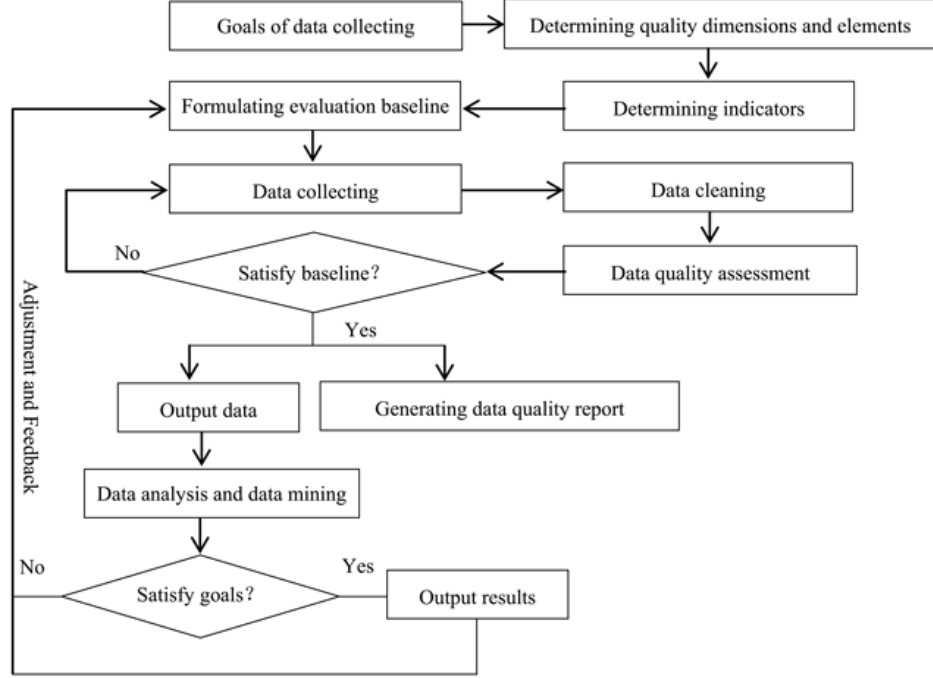 Goals of data collecting
Determining quality dimensions and elements
Formulating evaluation baseline
Determining indicators
Data collecting
Data cleaning
No
Satisfy baseline？
Data quality assessment
Yes
Adjustment and Feedback
Output data
Generating data quality report
Data analysis and data mining
No
Satisfy goals？
Yes
Output results